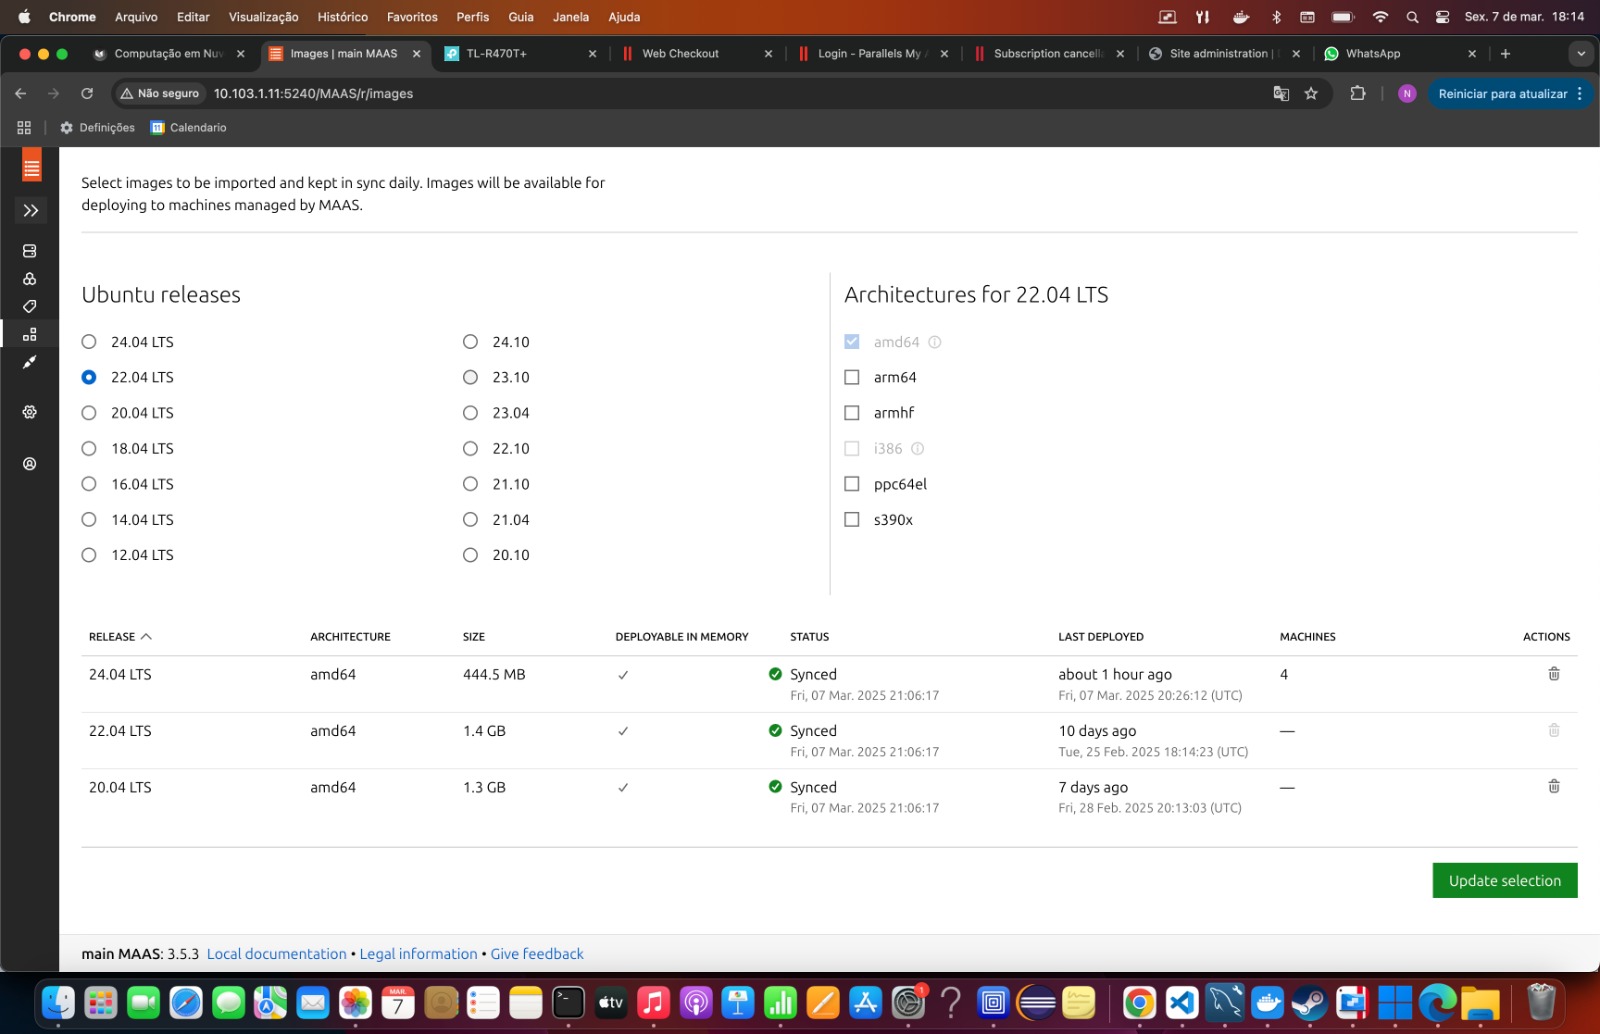 Chrome Arquivo Editar Visualização Histórico Favoritos Perfis Guia Janela Ajuda Sex. 7 de mar. 18:14
Computação em Nuv Images | main MAAS TL-R470T+ Web Checkout Login - Parallels My Subscription cancell Site administration | WhatsApp
Não seguro 10.103.1.11:5240/MAAS/r/images N Reiniciar para atualizar
Definições Calendario
Select images to be imported and kept in sync daily. Images will be available for
deploying to machines managed by MAAS.
Ubuntu releases
24.04 LTS 24.10
22.04 LTS 23.10
20.04 LTS 23.04
18.04 LTS 22.10
16.04 LTS 21.10
14.04 LTS 21.04
12.04 LTS 20.10
Architectures for 22.04 LTS
amd64
arm64
armhf
i386
ppc64el
s390x
RELEASE ARCHITECTURE SIZE DEPLOYABLE IN MEMORY STATUS LAST DEPLOYED MACHINES ACTIONS
24.04 LTS amd64 444.5 MB Synced about 1 hour ago 4
Fri, 07 Mar. 2025 21:06:17 Fri, 07 Mar. 2025 20:26:12 (UTC)
22.04 LTS amd64 1.4 GB Synced 10 days ago —
Fri, 07 Mar. 2025 21:06:17 Tue, 25 Feb. 2025 18:14:23 (UTC)
20.04 LTS amd64 1.3 GB Synced 7 days ago —
Fri, 07 Mar. 2025 21:06:17 Fri, 28 Feb. 2025 20:13:03 (UTC)
Update selection
main MAAS: 3.5.3 Local documentation • Legal information • Give feedback
MAR.
7
tv
1